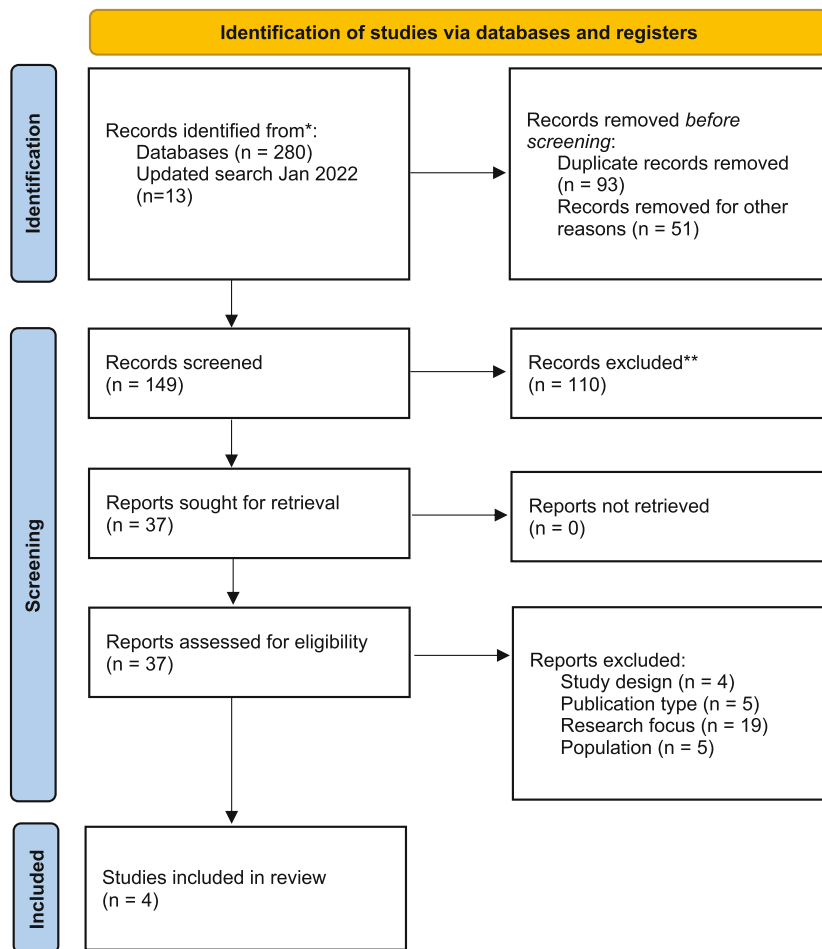 Identification of studies via databases and registers
Identification
Records identified from*:
Databases (n = 280)
Updated search Jan 2022
(n=13)
Records removed before
screening:
Duplicate records removed
(n = 93)
Records removed for other
reasons (n = 51)
Screening
Records screened
(n = 149)
Records excluded**
(n = 110)
Reports sought for retrieval
(n = 37)
Reports not retrieved
(n = 0)
Reports assessed for eligibility
(n = 37)
Reports excluded:
Study design (n = 4)
Publication type (n = 5)
Research focus (n = 19)
Population (n = 5)
Included
Studies included in review
(n = 4)